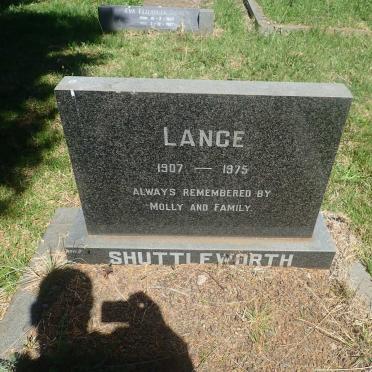 LANCE
1907 — 1975
ALWAYS REMEMBERED BY
MOLLY AND FAMILY.
SHUTTLEWORTH